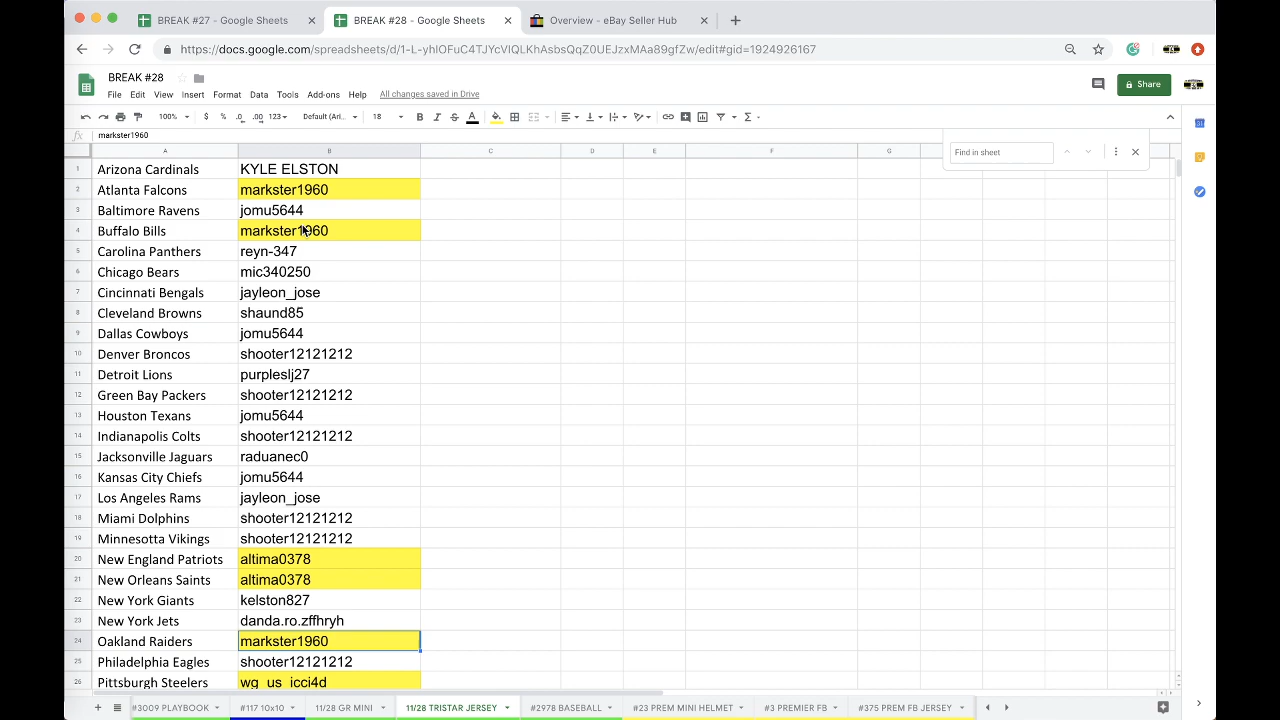 BREAK #27 - Google Sheets
BREAK #28 - Google Sheets
Overview - eBay Seller Hub
https://docs.google.com/spreadsheets/d/1-L-yhIOFuC4TJYcVIQLKhAsbsQqZ0UEJzxMAa89gfZw/edit#gid=1924926167
BREAK #28
File Edit View Insert Format Data Tools Add-ons Help All changes saved in Drive
Share
100% $ % .0 .00 123 Default (Ari... 18 B I S A
fx markster1960
Find in sheet
A B C D E F G
1 Arizona Cardinals KYLE ELSTON
2 Atlanta Falcons markster1960
3 Baltimore Ravens jomu5644
4 Buffalo Bills markster1960
5 Carolina Panthers reyn-347
6 Chicago Bears mic340250
7 Cincinnati Bengals jayleon_jose
8 Cleveland Browns shaund85
9 Dallas Cowboys jomu5644
10 Denver Broncos shooter12121212
11 Detroit Lions purpleslj27
12 Green Bay Packers shooter12121212
13 Houston Texans jomu5644
14 Indianapolis Colts shooter12121212
15 Jacksonville Jaguars raduanec0
16 Kansas City Chiefs jomu5644
17 Los Angeles Rams jayleon_jose
18 Miami Dolphins shooter12121212
19 Minnesotta Vikings shooter12121212
20 New England Patriots altima0378
21 New Orleans Saints altima0378
22 New York Giants kelston827
23 New York Jets danda.ro.zffhryh
24 Oakland Raiders markster1960
25 Philadelphia Eagles shooter12121212
26 Pittsburgh Steelers wg_us_icci4d
#3009 PLAYBOOK #117 10x10 11/28 GR MINI 11/28 TRISTAR JERSEY #2978 BASEBALL #23 PREM MINI HELMET #3 PREMIER FB #375 PREM FB JERSEY